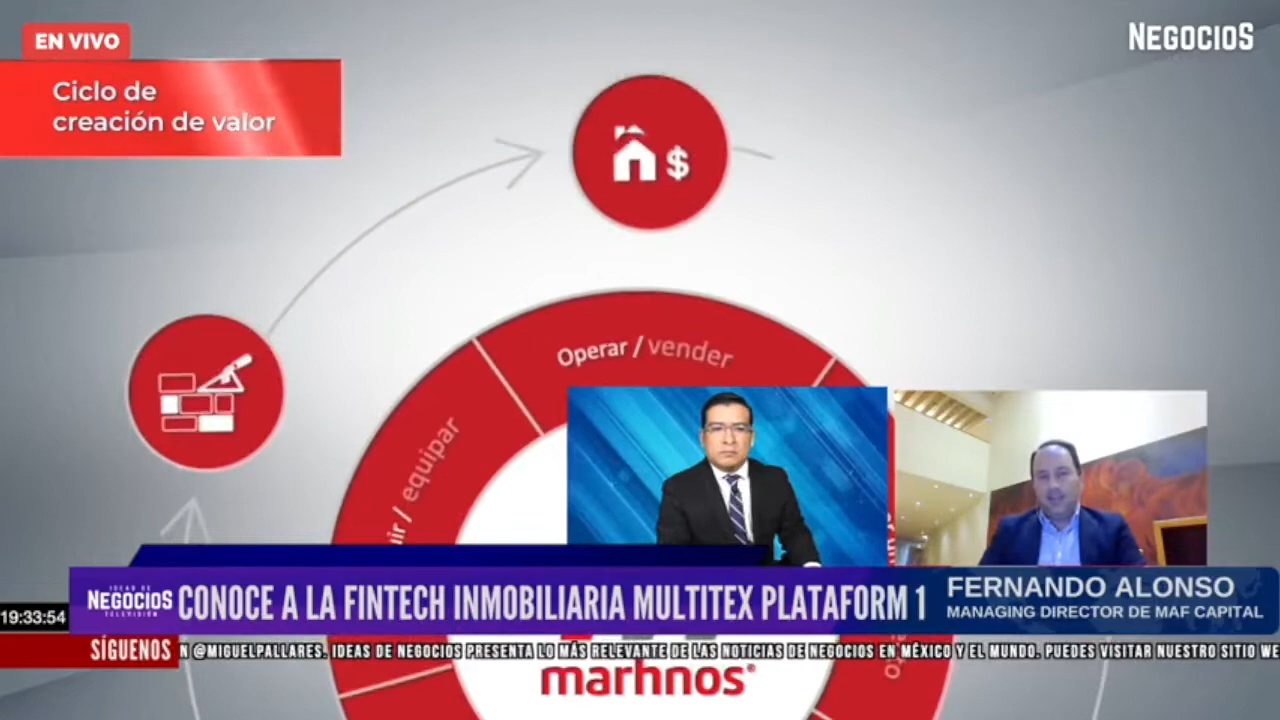 EN VIVO
NEGOCIOS
Ciclo de
creación de valor
$
Operar / vender
uir / equipar
IDEAS DE
NEGOCIOS
TELEVISIÓN
CONOCE A LA FINTECH INMOBILIARIA MULTITEX PLATAFORM 1
FERNANDO ALONSO
MANAGING DIRECTOR DE MAF CAPITAL
19:33:54
SÍGUENOS
N @MIGUELPALLARES. IDEAS DE NEGOCIOS PRESENTA LO MÁS RELEVANTE DE LAS NOTICIAS DE NEGOCIOS EN MÉXICO Y EL MUNDO. PUEDES VISITAR NUESTRO SITIO WE
marhnos®